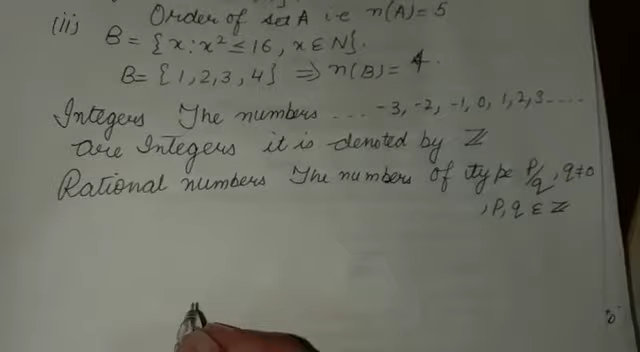 Order of set A i.e n(A)=5
(ii) B = {x : x² ≤ 16, x ∈ N}.
B = {1, 2, 3, 4} ⇒ n(B) = 4.
Integers The numbers ... -3, -2, -1, 0, 1, 2, 3 ....
are Integers it is denoted by Z
Rational numbers The numbers of type P/q, q≠0
, P, q ∈ Z